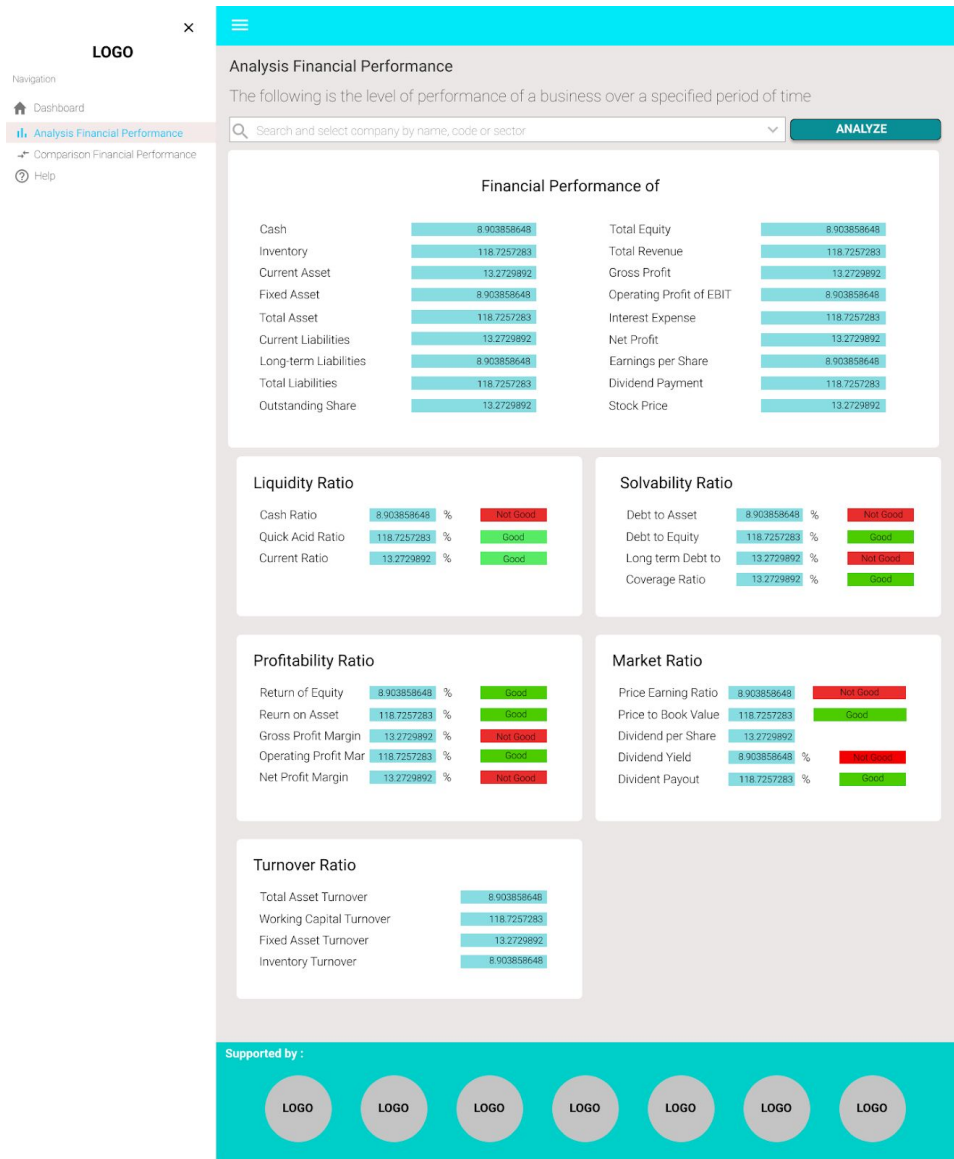 LOGO
Navigation
Dashboard
Analysis Financial Performance
Comparison Financial Performance
Help
Analysis Financial Performance
The following is the level of performance of a business over a specified period of time
Search and select company by name, code or sector
ANALYZE
Financial Performance of
Cash 8.903858648
Inventory 118.7257283
Current Asset 13.2729892
Fixed Asset 8.903858648
Total Asset 118.7257283
Current Liabilities 13.2729892
Long-term Liabilities 8.903858648
Total Liabilities 118.7257283
Outstanding Share 13.2729892
Total Equity 8.903858648
Total Revenue 118.7257283
Gross Profit 13.2729892
Operating Profit of EBIT 8.903858648
Interest Expense 118.7257283
Net Profit 13.2729892
Earnings per Share 8.903858648
Dividend Payment 118.7257283
Stock Price 13.2729892
Liquidity Ratio
Cash Ratio 8.903858648 % Not Good
Quick Acid Ratio 118.7257283 % Good
Current Ratio 13.2729892 % Good
Solvability Ratio
Debt to Asset 8.903858648 % Not Good
Debt to Equity 118.7257283 % Good
Long term Debt to 13.2729892 % Not Good
Coverage Ratio 13.2729892 % Good
Profitability Ratio
Return of Equity 8.903858648 % Good
Reurn on Asset 118.7257283 % Good
Gross Profit Margin 13.2729892 % Not Good
Operating Profit Mar 118.7257283 % Good
Net Profit Margin 13.2729892 % Not Good
Market Ratio
Price Earning Ratio 8.903858648 Not Good
Price to Book Value 118.7257283 Good
Dividend per Share 13.2729892
Dividend Yield 8.903858648 % Not Good
Divident Payout 118.7257283 % Good
Turnover Ratio
Total Asset Turnover 8.903858648
Working Capital Turnover 118.7257283
Fixed Asset Turnover 13.2729892
Inventory Turnover 8.903858648
Supported by :
LOGO LOGO LOGO LOGO LOGO LOGO LOGO